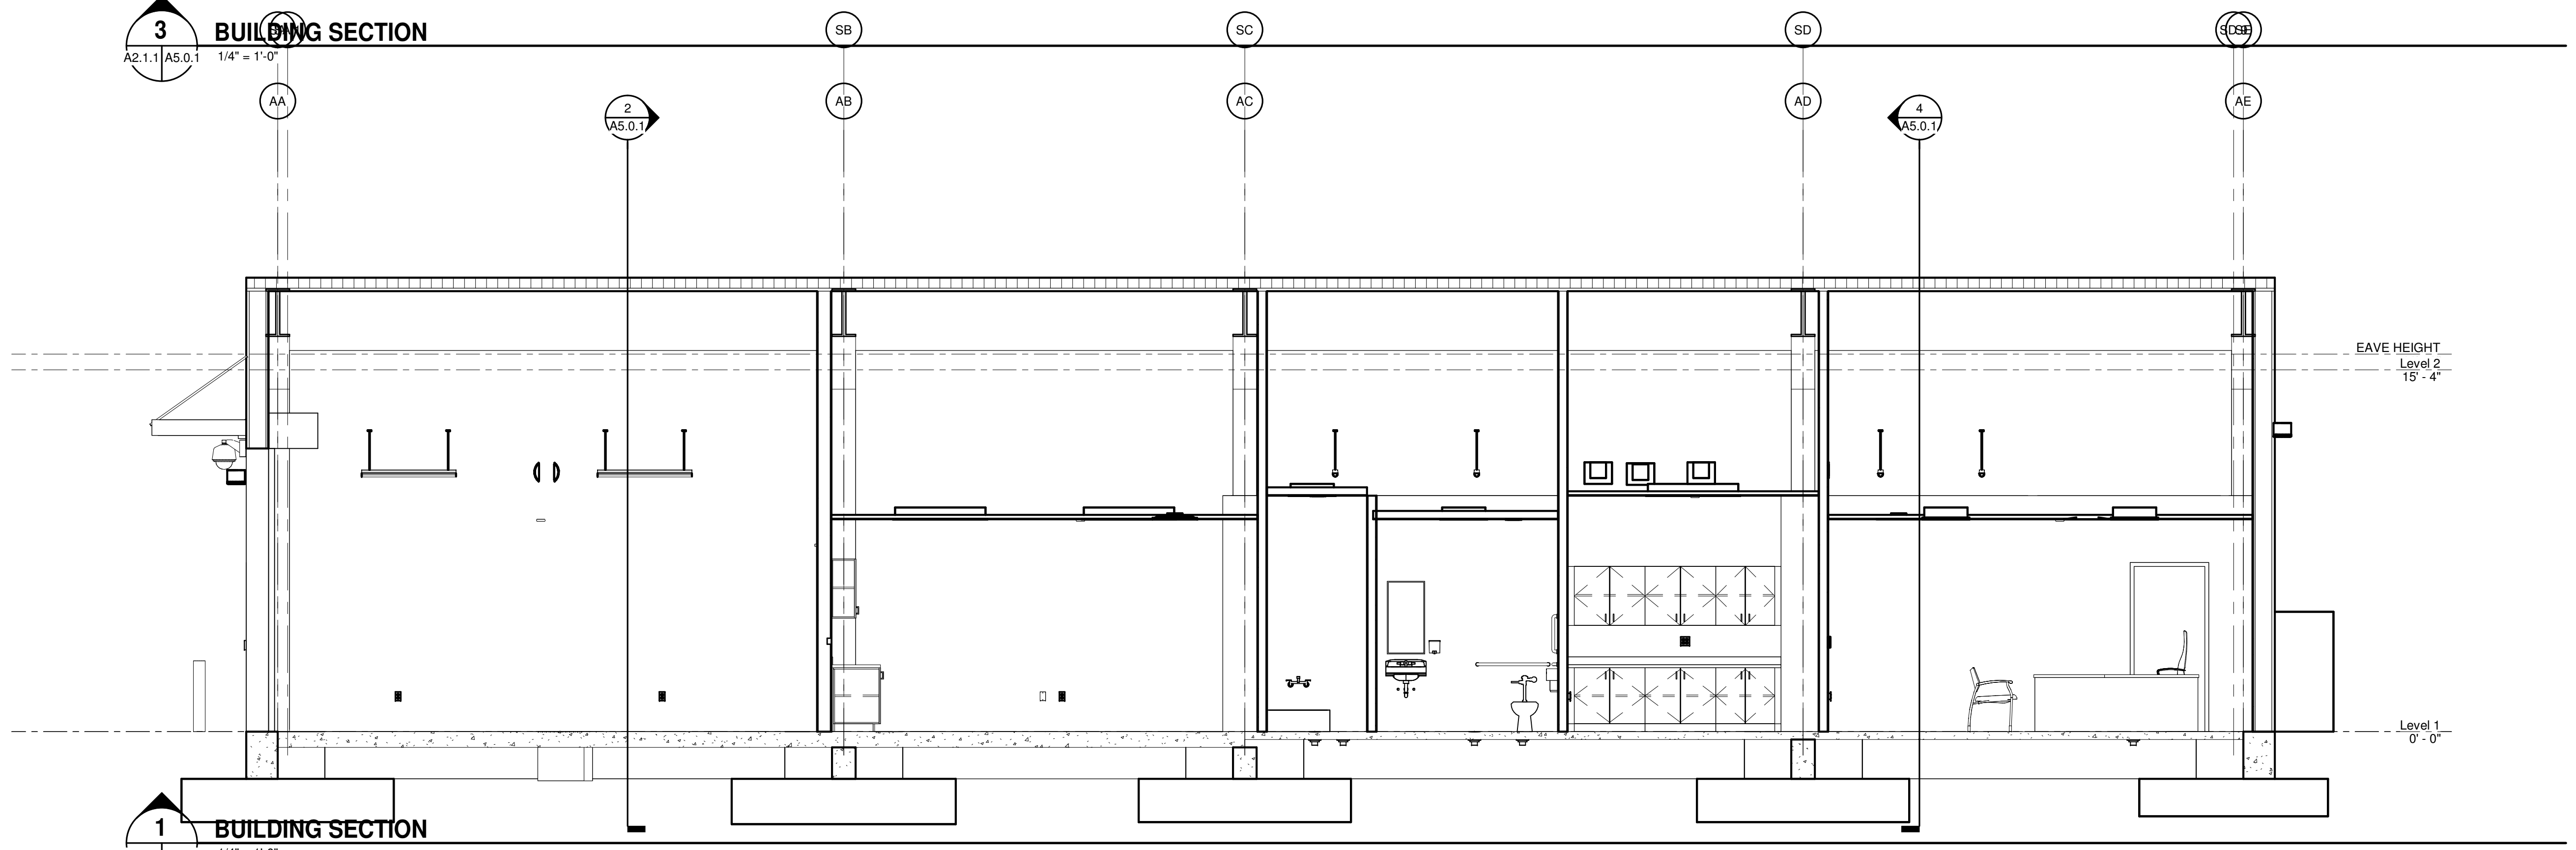 3
BUILDING SECTION
A2.1.1 A5.0.1
1/4" = 1'-0"
SB
SC
SD
SE
AA
AB
AC
AD
AE
2
A5.0.1
4
A5.0.1
EAVE HEIGHT
Level 2
15' - 4"
Level 1
0' - 0"
1
BUILDING SECTION